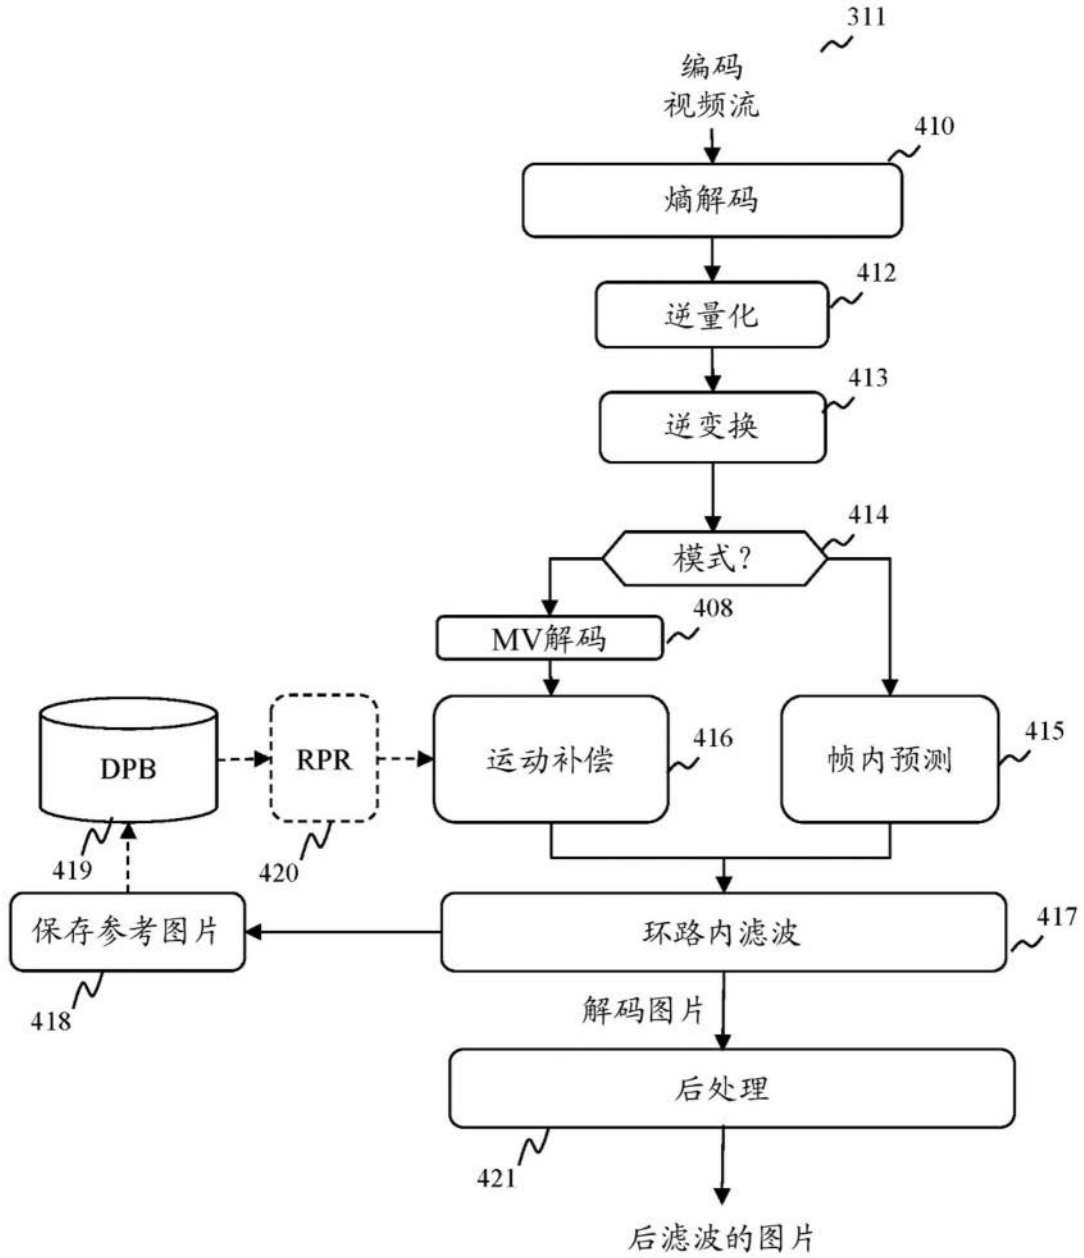 311
编码
视频流
410
熵解码
412
逆量化
413
逆变换
414
模式?
408
MV解码
DPB
RPR
运动补偿
416
帧内预测
415
419
420
保存参考图片
环路内滤波
417
418
解码图片
后处理
421
后滤波的图片